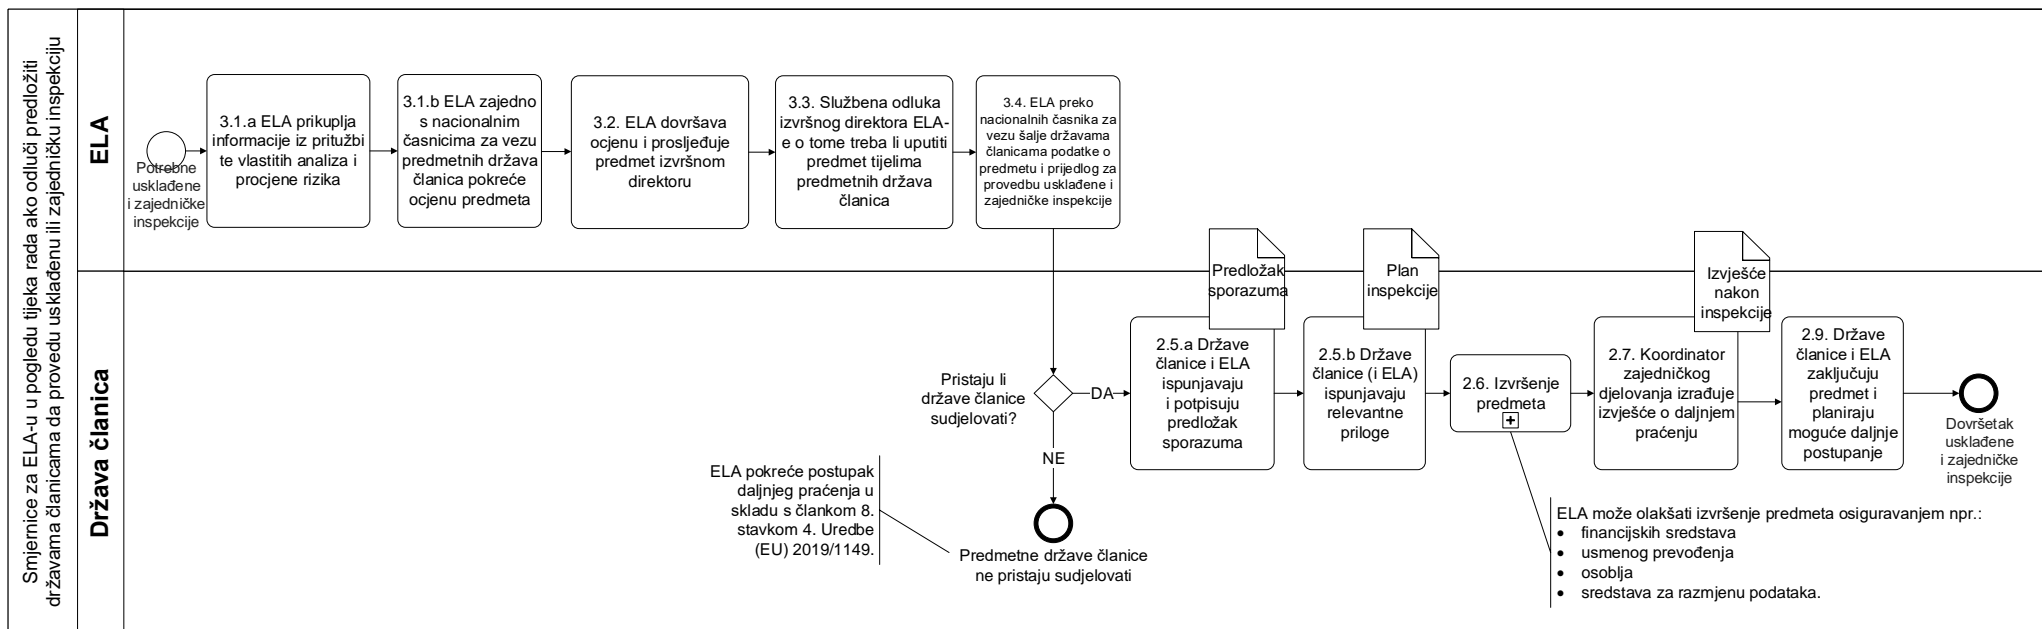 Smjernice za ELA-u u pogledu tijeka rada ako odluči predložiti
državama članicama da provedu usklađenu ili zajedničku inspekciju
ELA
Potrebne
usklađene
i zajedničke
inspekcije
3.1.a ELA prikuplja
informacije iz pritužbi
te vlastitih analiza i
procjene rizika
3.1.b ELA zajedno
s nacionalnim
časnicima za vezu
predmetnih država
članica pokreće
ocjenu predmeta
3.2. ELA dovršava
ocjenu i prosljeđuje
predmet izvršnom
direktoru
3.3. Službena odluka
izvršnog direktora ELA-
e o tome treba li uputiti
predmet tijelima
predmetnih država
članica
3.4. ELA preko
nacionalnih časnika za
vezu šalje državama
članicama podatke o
predmetu i prijedlog za
provedbu usklađene i
zajedničke inspekcije
Država članica
Pristaju li
države članice
sudjelovati?
DA
NE
ELA pokreće postupak
daljnjeg praćenja u
skladu s člankom 8.
stavkom 4. Uredbe
(EU) 2019/1149.
Predmetne države članice
ne pristaju sudjelovati
Predložak
sporazuma
2.5.a Države
članice i ELA
ispunjavaju
i potpisuju
predložak
sporazuma
Plan
inspekcije
2.5.b Države
članice (i ELA)
ispunjavaju
relevantne
priloge
2.6. Izvršenje
predmeta
ELA može olakšati izvršenje predmeta osiguravanjem npr.:
• financijskih sredstava
• usmenog prevođenja
• osoblja
• sredstava za razmjenu podataka.
Izvješće
nakon
inspekcije
2.7. Koordinator
zajedničkog
djelovanja izrađuje
izvješće o daljnjem
praćenju
2.9. Države
članice i ELA
zaključuju
predmet i
planiraju
moguće daljnje
postupanje
Dovršetak
usklađene
i zajedničke
inspekcije